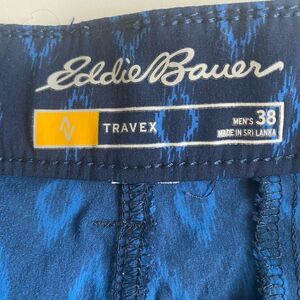 Eddie Bauer
TRAVEX
MEN'S 38
MADE IN SRI LANKA